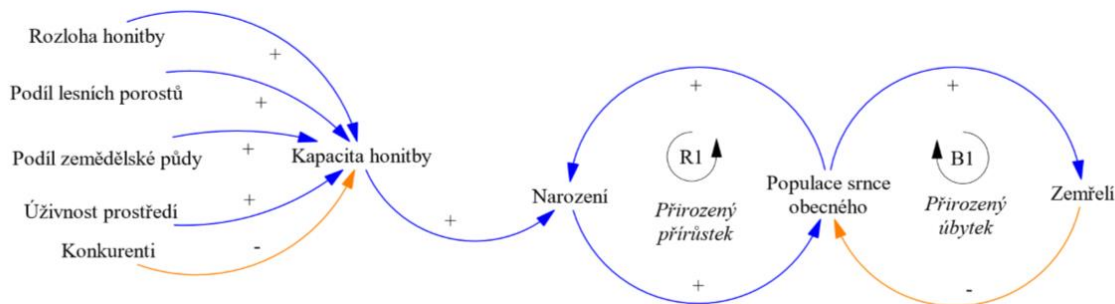 Rozloha honitby
+
Podíl lesních porostů
+
Podíl zemědělské půdy
+
Kapacita honitby
Úživnost prostředí
+
Konkurenti
-
+
Narození
+
R1
Přirozený
přírůstek
+
Populace srnce
obecného
+
B1
Přirozený
úbytek
-
Zemřelí